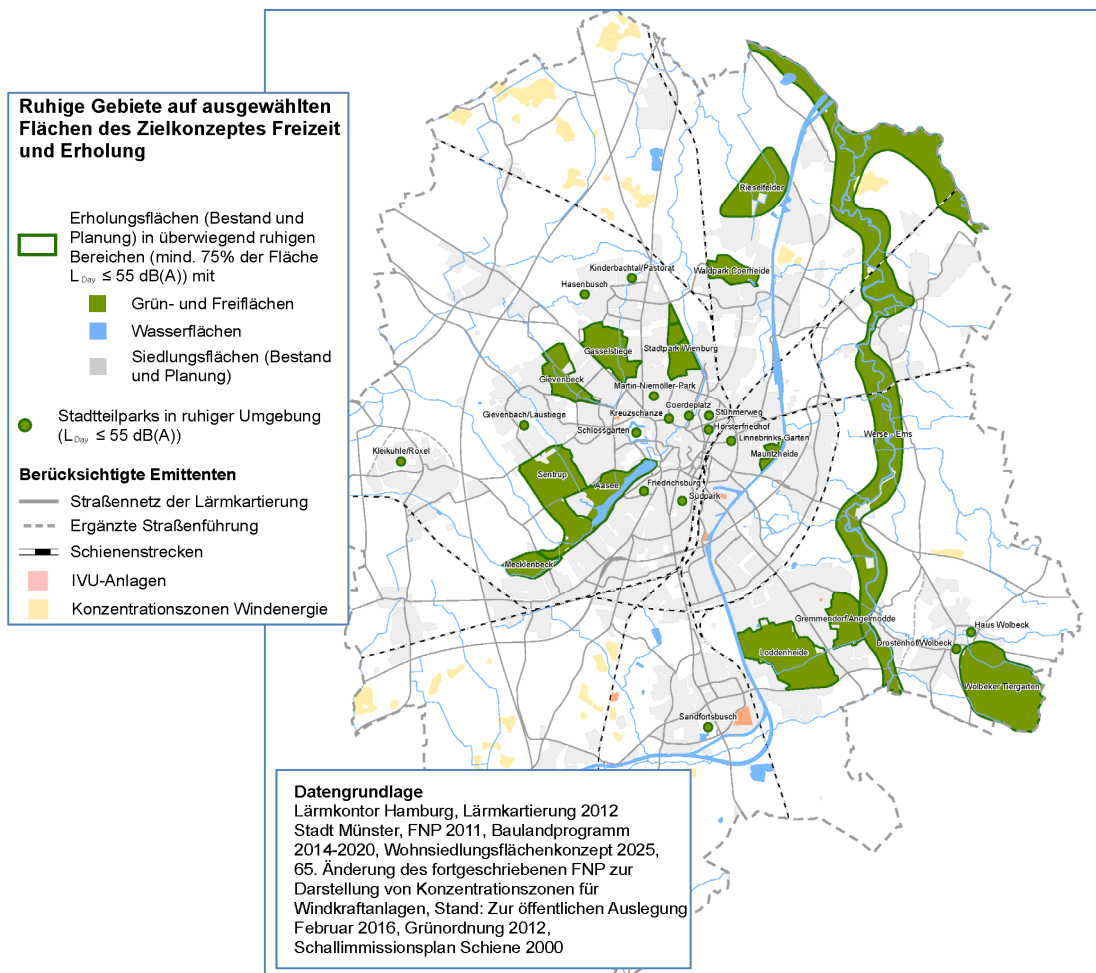 Ruhige Gebiete auf ausgewählten
Flächen des Zielkonzeptes Freizeit
und Erholung
Erholungsflächen (Bestand und
Planung) in überwiegend ruhigen
Bereichen (mind. 75% der Fläche
L Day ≤ 55 dB(A)) mit
Grün- und Freiflächen
Wasserflächen
Siedlungsflächen (Bestand
und Planung)
Stadtteilparks in ruhiger Umgebung
(L Day ≤ 55 dB(A))
Berücksichtigte Emittenten
Straßennetz der Lärmkartierung
Ergänzte Straßenführung
Schienenstrecken
IVU-Anlagen
Konzentrationszonen Windenergie
Rieselfelder
Kinderbachtal/Pastorat
Waldpark Coerheide
Hasenbusch
Gasselstiege
Stadtpark Wienburg
Gievenbeck
Martin-Niemöller-Park
Gievenbach/Laustiege
Kreuzschanze
Coerdeplatz
Stühmerweg
Schlossgarten
Hörsterfriedhof
Linnebrinks Garten
Werse - Ems
Kleikuhle/Roxel
Mauritzheide
Sentrup
Aasee
Friedrichsburg
Südpark
Mecklenbeck
Gremmendorf/Angelmodde
Haus Wolbeck
Drostenhof/Wolbeck
Loddenheide
Wolbeker Tiergarten
Sandfortsbusch
Datengrundlage
Lärmkontor Hamburg, Lärmkartierung 2012
Stadt Münster, FNP 2011, Baulandprogramm
2014-2020, Wohnsiedlungsflächenkonzept 2025,
65. Änderung des fortgeschriebenen FNP zur
Darstellung von Konzentrationszonen für
Windkraftanlagen, Stand: Zur öffentlichen Auslegung
Februar 2016, Grünordnung 2012,
Schallimmissionsplan Schiene 2000